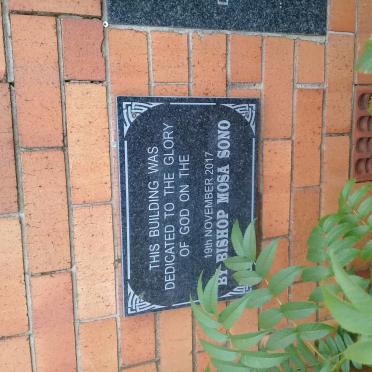 THIS BUILDING WAS
DEDICATED TO THE GLORY
OF GOD ON THE
19th NOVEMBER 2017
BY BISHOP MOSA SONO